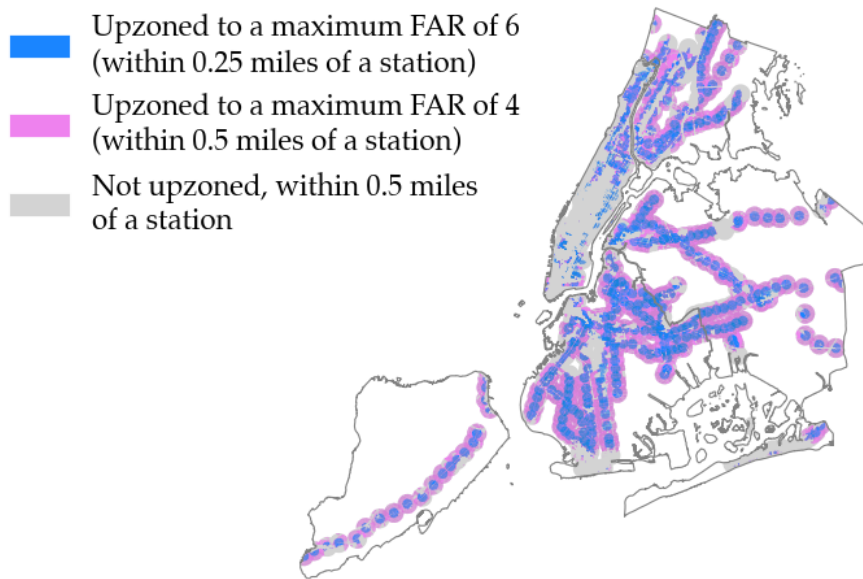 Upzoned to a maximum FAR of 6
(within 0.25 miles of a station)
Upzoned to a maximum FAR of 4
(within 0.5 miles of a station)
Not upzoned, within 0.5 miles
of a station